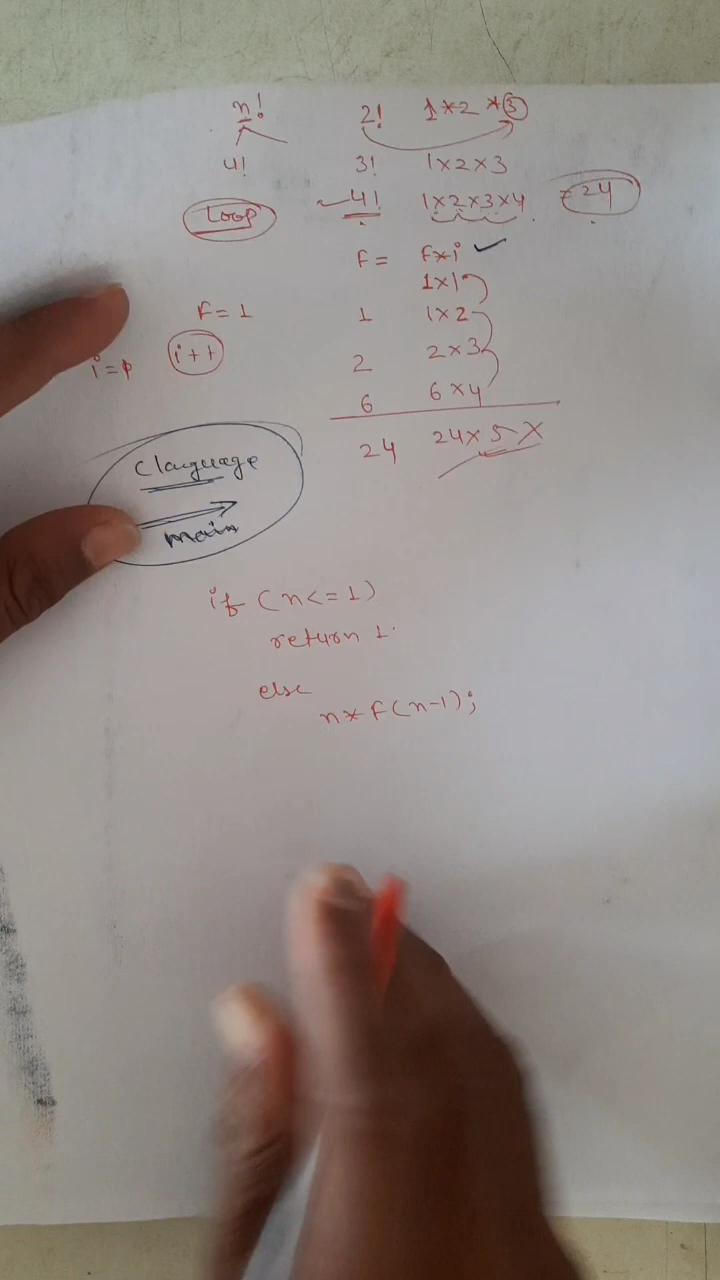 n! 2! 1*2 *3
4! 3! 1×2×3
Loop 4! 1×2×3×4 = 24
F = F×i
1×1
F = 1 1 1×2
i = i++ 2 2×3
6 6×4
24 24×5 X
C language
main
if (n<=1)
return 1.
else
n×F(n-1);